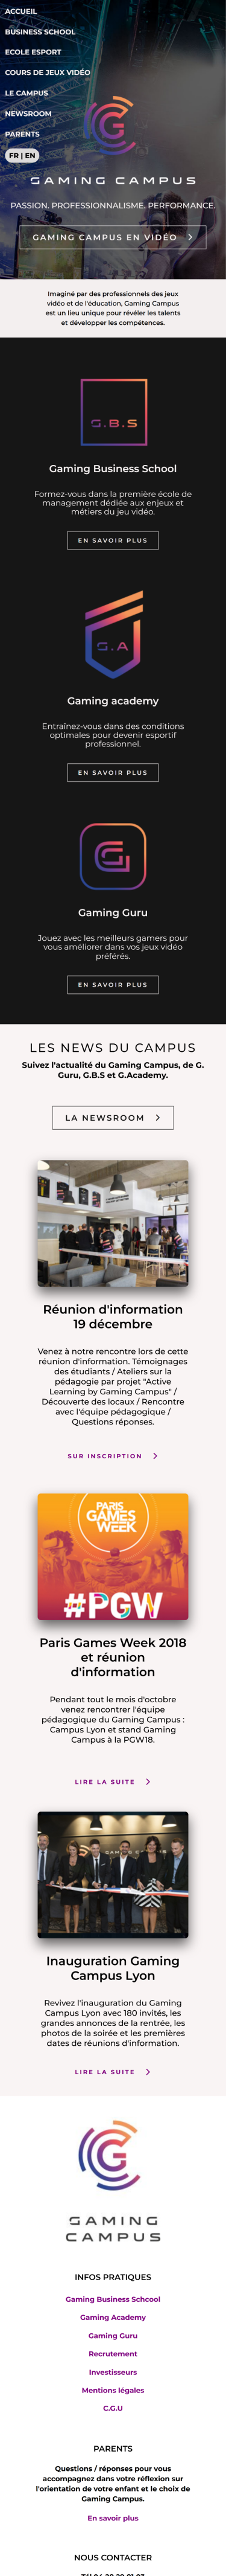 ACCUEIL
BUSINESS SCHOOL
ECOLE ESPORT
COURS DE JEUX VIDÉO
LE CAMPUS
NEWSROOM
PARENTS
FR | EN
GAMING CAMPUS
PASSION. PROFESSIONNALISME. PERFORMANCE.
GAMING CAMPUS EN VIDÉO
Imaginé par des professionnels des jeux
vidéo et de l'éducation, Gaming Campus
est un lieu unique pour révéler les talents
et développer les compétences.
G.B.S
Gaming Business School
Formez-vous dans la première école de
management dédiée aux enjeux et
métiers du jeu vidéo.
EN SAVOIR PLUS
G.A
Gaming academy
Entraînez-vous dans des conditions
optimales pour devenir esportif
professionnel.
EN SAVOIR PLUS
Gaming Guru
Jouez avec les meilleurs gamers pour
vous améliorer dans vos jeux vidéo
préférés.
EN SAVOIR PLUS
LES NEWS DU CAMPUS
Suivez l'actualité du Gaming Campus, de G.
Guru, G.B.S et G.Academy.
LA NEWSROOM
Réunion d'information
19 décembre
Venez à notre rencontre lors de cette
réunion d'information. Témoignages
des étudiants / Ateliers sur la
pédagogie par projet "Active
Learning by Gaming Campus" /
Découverte des locaux / Rencontre
avec l'équipe pédagogique /
Questions réponses.
SUR INSCRIPTION
PARIS
GAMES
WEEK
#PGW
Paris Games Week 2018
et réunion
d'information
Pendant tout le mois d'octobre
venez rencontrer l'équipe
pédagogique du Gaming Campus :
Campus Lyon et stand Gaming
Campus à la PGW18.
LIRE LA SUITE
Inauguration Gaming
Campus Lyon
Revivez l'inauguration du Gaming
Campus Lyon avec 180 invités, les
grandes annonces de la rentrée, les
photos de la soirée et les premières
dates de réunions d'information.
LIRE LA SUITE
GAMING
CAMPUS
INFOS PRATIQUES
Gaming Business Schcool
Gaming Academy
Gaming Guru
Recrutement
Investisseurs
Mentions légales
C.G.U
PARENTS
Questions / réponses pour vous
accompagnez dans votre réflexion sur
l'orientation de votre enfant et le choix de
Gaming Campus.
En savoir plus
NOUS CONTACTER